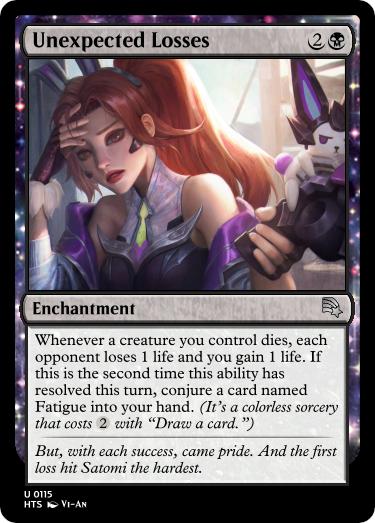 Unexpected Losses 2
Enchantment
Whenever a creature you control dies, each
opponent loses 1 life and you gain 1 life. If
this is the second time this ability has
resolved this turn, conjure a card named
Fatigue into your hand. (It's a colorless sorcery
that costs 2 with “Draw a card.”)
But, with each success, came pride. And the first
loss hit Satomi the hardest.
U 0115
HTS Vi-An